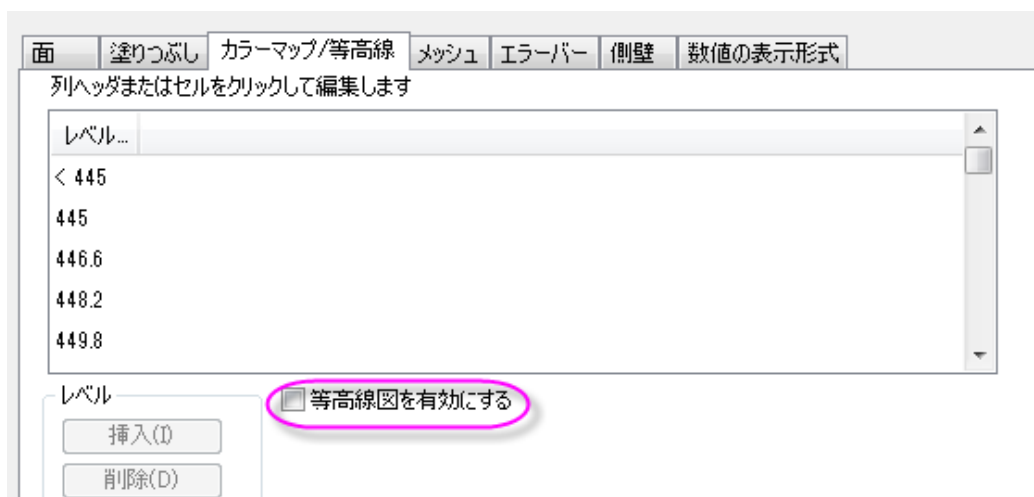 面 塗りつぶし カラーマップ/等高線 メッシュ エラーバー 側壁 数値の表示形式
列ヘッダまたはセルをクリックして編集します
レベル...
< 445
445
446.6
448.2
449.8
レベル
等高線図を有効にする
挿入(I)
削除(D)